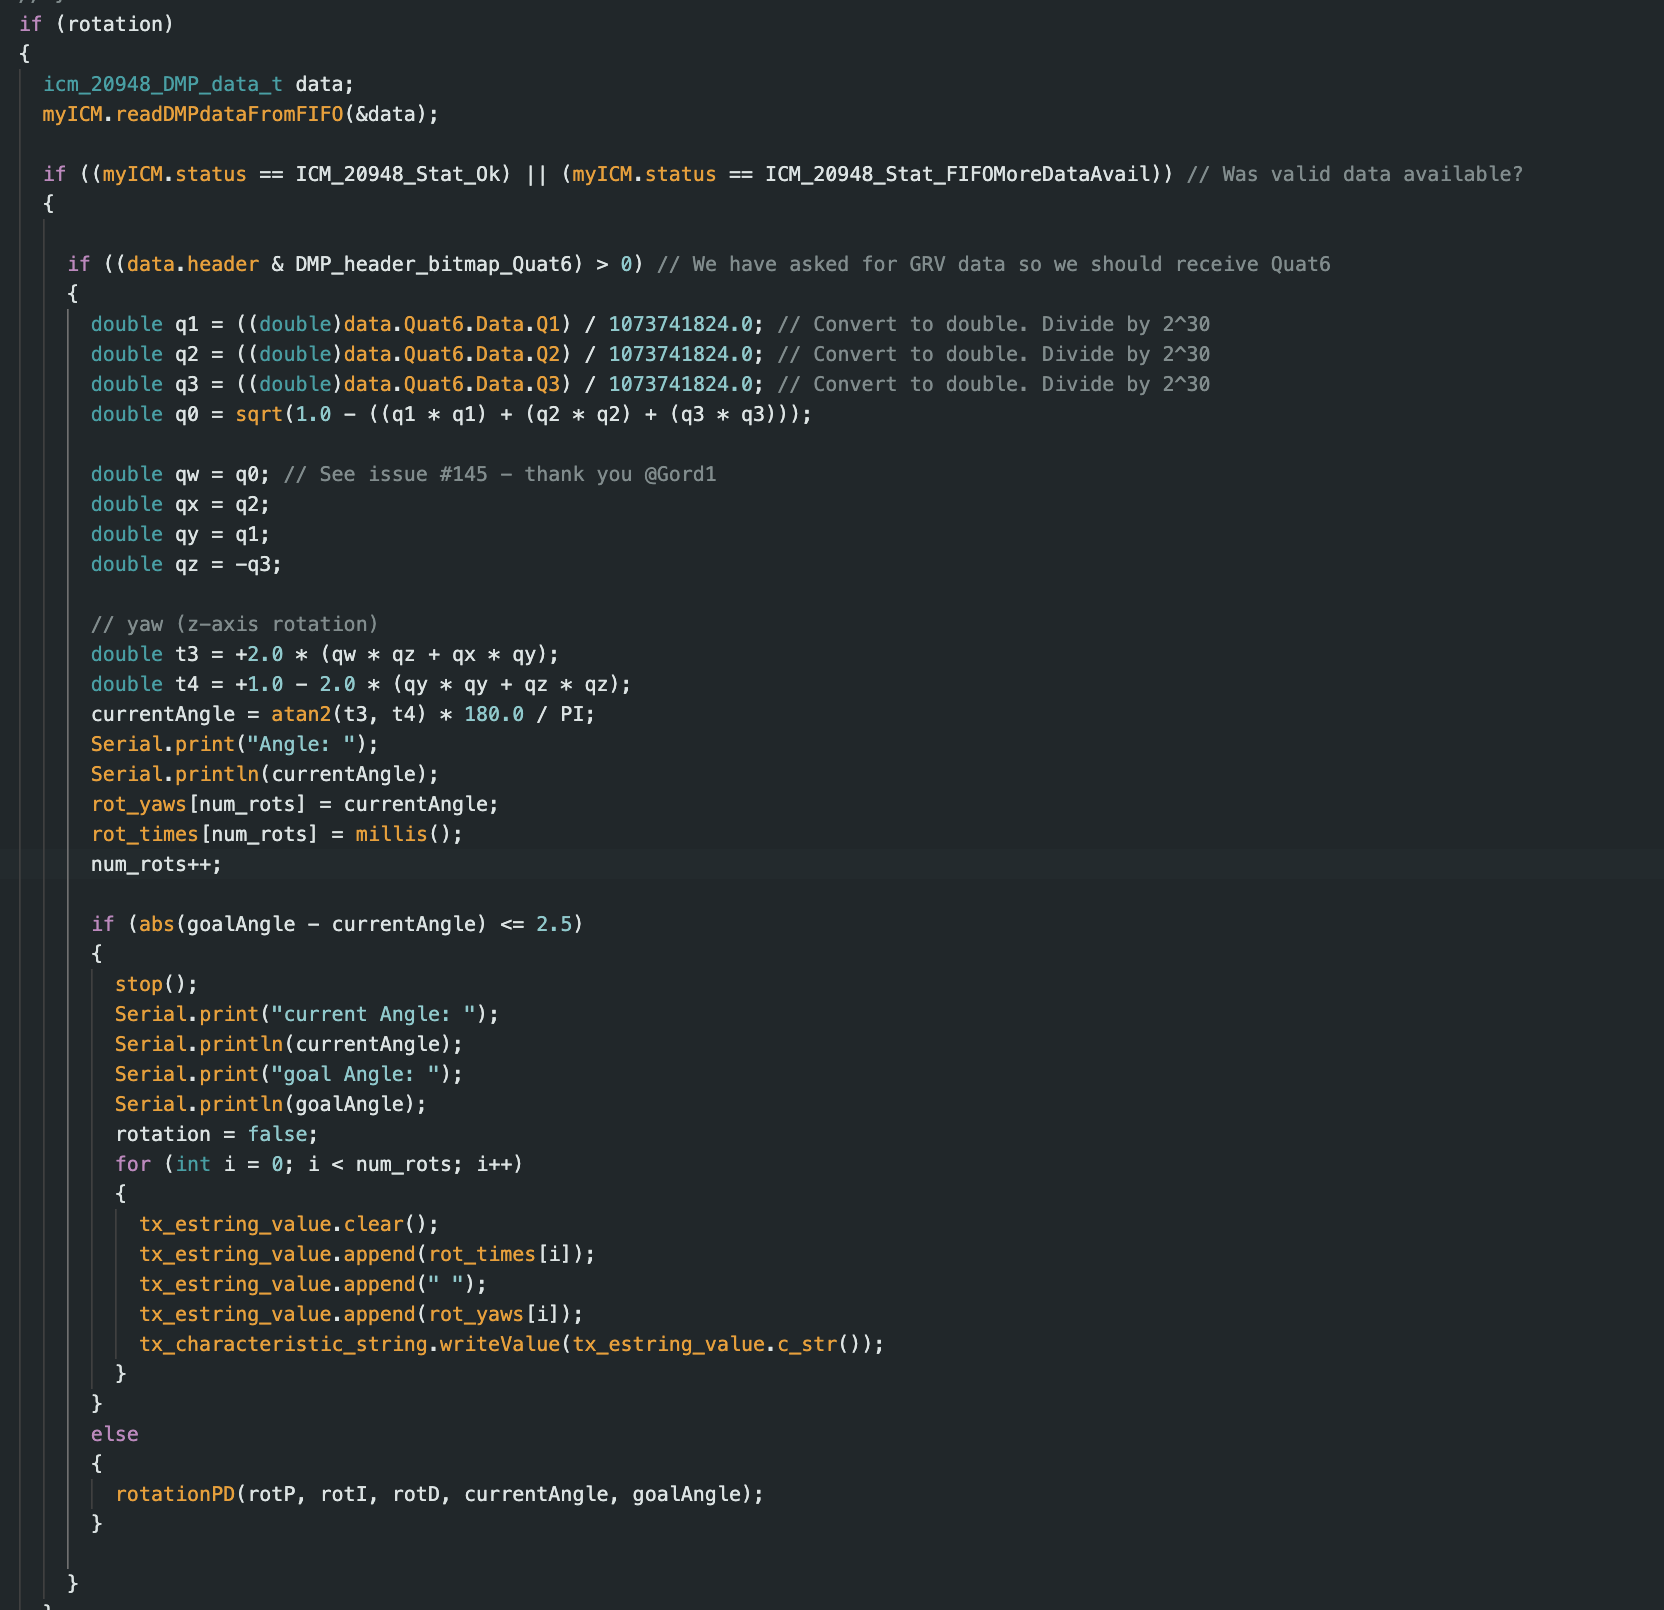 if (rotation)
{
icm_20948_DMP_data_t data;
myICM.readDMPdataFromFIFO(&data);
if ((myICM.status == ICM_20948_Stat_Ok) || (myICM.status == ICM_20948_Stat_FIFOMoreDataAvail)) // Was valid data available?
{
if ((data.header & DMP_header_bitmap_Quat6) > 0) // We have asked for GRV data so we should receive Quat6
{
double q1 = ((double)data.Quat6.Data.Q1) / 1073741824.0; // Convert to double. Divide by 2^30
double q2 = ((double)data.Quat6.Data.Q2) / 1073741824.0; // Convert to double. Divide by 2^30
double q3 = ((double)data.Quat6.Data.Q3) / 1073741824.0; // Convert to double. Divide by 2^30
double q0 = sqrt(1.0 - ((q1 * q1) + (q2 * q2) + (q3 * q3)));
double qw = q0; // See issue #145 - thank you @Gord1
double qx = q2;
double qy = q1;
double qz = -q3;
// yaw (z-axis rotation)
double t3 = +2.0 * (qw * qz + qx * qy);
double t4 = +1.0 - 2.0 * (qy * qy + qz * qz);
currentAngle = atan2(t3, t4) * 180.0 / PI;
Serial.print("Angle: ");
Serial.println(currentAngle);
rot_yaws[num_rots] = currentAngle;
rot_times[num_rots] = millis();
num_rots++;
if (abs(goalAngle - currentAngle) <= 2.5)
{
stop();
Serial.print("current Angle: ");
Serial.println(currentAngle);
Serial.print("goal Angle: ");
Serial.println(goalAngle);
rotation = false;
for (int i = 0; i < num_rots; i++)
{
tx_estring_value.clear();
tx_estring_value.append(rot_times[i]);
tx_estring_value.append(" ");
tx_estring_value.append(rot_yaws[i]);
tx_characteristic_string.writeValue(tx_estring_value.c_str());
}
}
else
{
rotationPD(rotP, rotI, rotD, currentAngle, goalAngle);
}
}